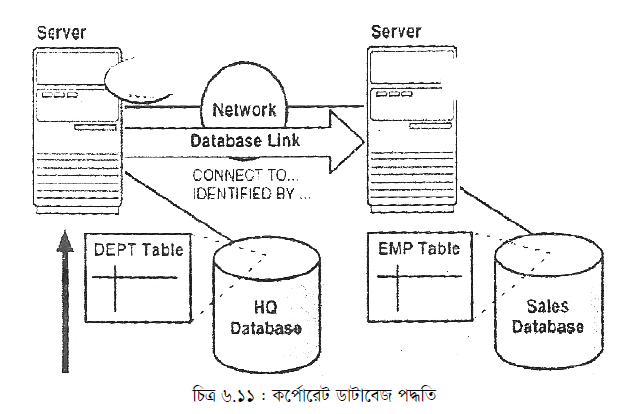 Server
Server
Network
Database Link
CONNECT TO...
IDENTIFIED BY ...
DEPT Table
EMP Table
HQ
Database
Sales
Database
চিত্র ৬.১১ : কর্পোরেট ডাটাবেজ পদ্ধতি